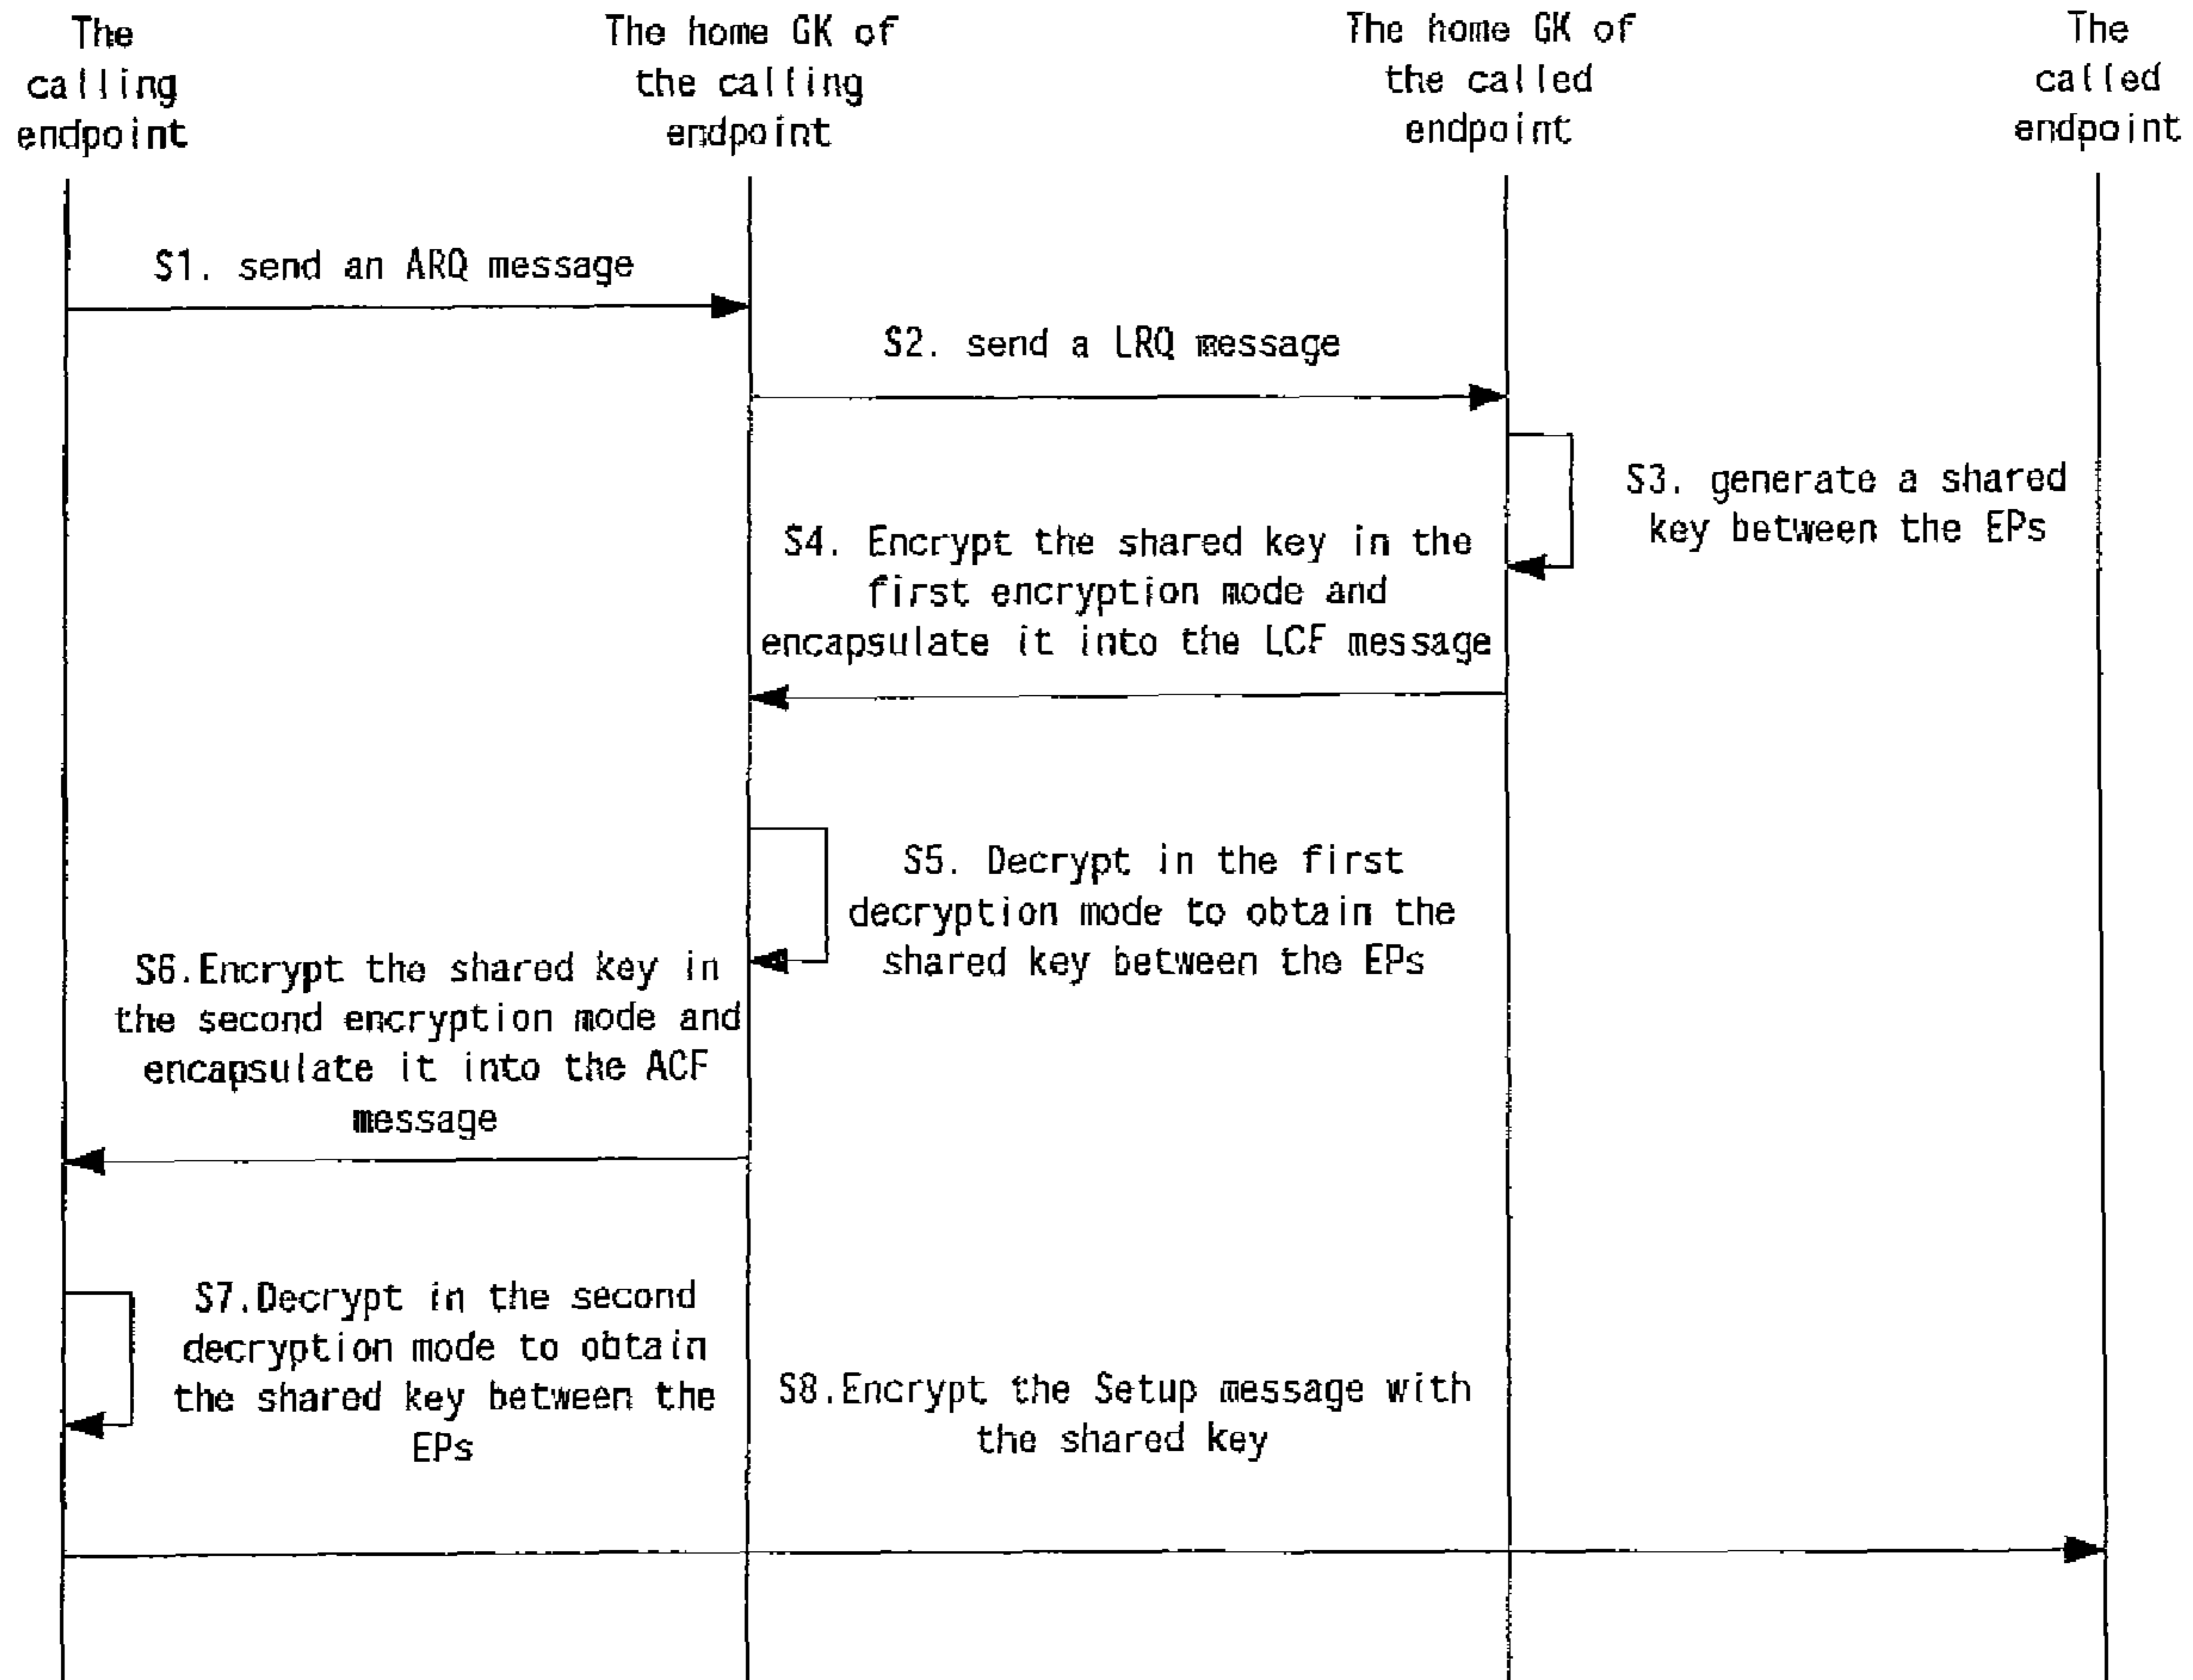 The
calling
endpoint
The home GK of
the calling
endpoint
The home GK of
the called
endpoint
The
called
endpoint
S1. send an ARQ message
S2. send a LRQ message
S3. generate a shared
key between the EPs
S4. Encrypt the shared key in the
first encryption mode and
encapsulate it into the LCF message
S5. Decrypt in the first
decryption mode to obtain the
shared key between the EPs
S6.Encrypt the shared key in
the second encryption mode and
encapsulate it into the ACF
message
S7.Decrypt in the second
decryption mode to obtain
the shared key between the
EPs
S8.Encrypt the Setup message with
the shared key